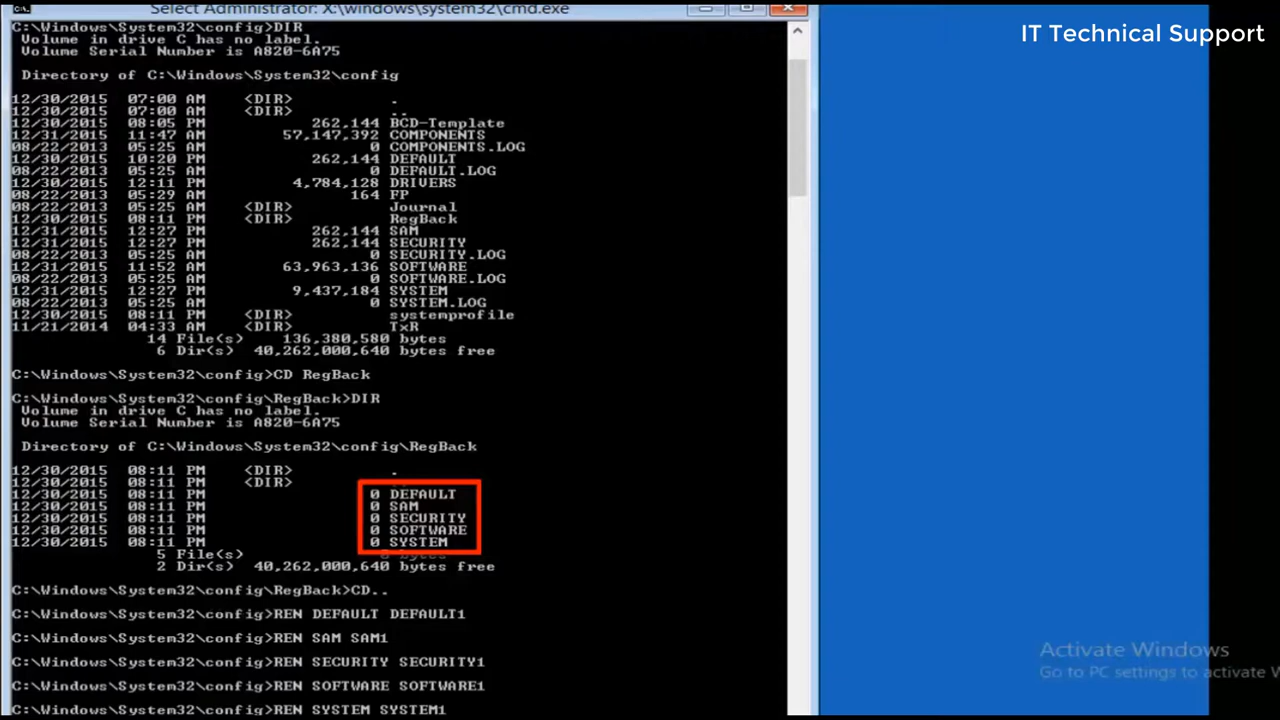 Select Administrator: X:\windows\system32\cmd.exe
IT Technical Support
C:\Windows\System32\config>DIR
Volume in drive C has no label.
Volume Serial Number is A820-6A75
Directory of C:\Windows\System32\config
12/30/2015 07:00 AM <DIR> .
12/30/2015 07:00 AM <DIR> ..
12/30/2015 08:05 PM 262,144 BCD-Template
12/31/2015 11:47 AM 57,147,392 COMPONENTS
08/22/2013 05:25 AM 0 COMPONENTS.LOG
12/30/2015 10:20 PM 262,144 DEFAULT
08/22/2013 05:25 AM 0 DEFAULT.LOG
12/30/2015 12:11 PM 4,784,128 DRIVERS
08/22/2013 05:29 AM 164 FP
08/22/2013 05:25 AM <DIR> Journal
12/30/2015 08:11 PM <DIR> RegBack
12/31/2015 12:27 PM 262,144 SAM
12/31/2015 12:27 PM 262,144 SECURITY
08/22/2013 05:25 AM 0 SECURITY.LOG
12/31/2015 11:52 AM 63,963,136 SOFTWARE
08/22/2013 05:25 AM 0 SOFTWARE.LOG
12/31/2015 12:27 PM 9,437,184 SYSTEM
08/22/2013 05:25 AM 0 SYSTEM.LOG
12/30/2015 08:11 PM <DIR> systemprofile
11/21/2014 04:33 AM <DIR> TxR
14 File(s) 136,380,580 bytes
6 Dir(s) 40,262,000,640 bytes free
C:\Windows\System32\config>CD RegBack
C:\Windows\System32\config\RegBack>DIR
Volume in drive C has no label.
Volume Serial Number is A820-6A75
Directory of C:\Windows\System32\config\RegBack
12/30/2015 08:11 PM <DIR> .
12/30/2015 08:11 PM <DIR>
12/30/2015 08:11 PM 0 DEFAULT
12/30/2015 08:11 PM 0 SAM
12/30/2015 08:11 PM 0 SECURITY
12/30/2015 08:11 PM 0 SOFTWARE
12/30/2015 08:11 PM 0 SYSTEM
5 File(s) 0 bytes
2 Dir(s) 40,262,000,640 bytes free
C:\Windows\System32\config\RegBack>CD..
C:\Windows\System32\config>REN DEFAULT DEFAULT1
C:\Windows\System32\config>REN SAM SAM1
C:\Windows\System32\config>REN SECURITY SECURITY1
C:\Windows\System32\config>REN SOFTWARE SOFTWARE1
C:\Windows\System32\config>REN SYSTEM SYSTEM1
Activate Windows
Go to PC settings to activate W